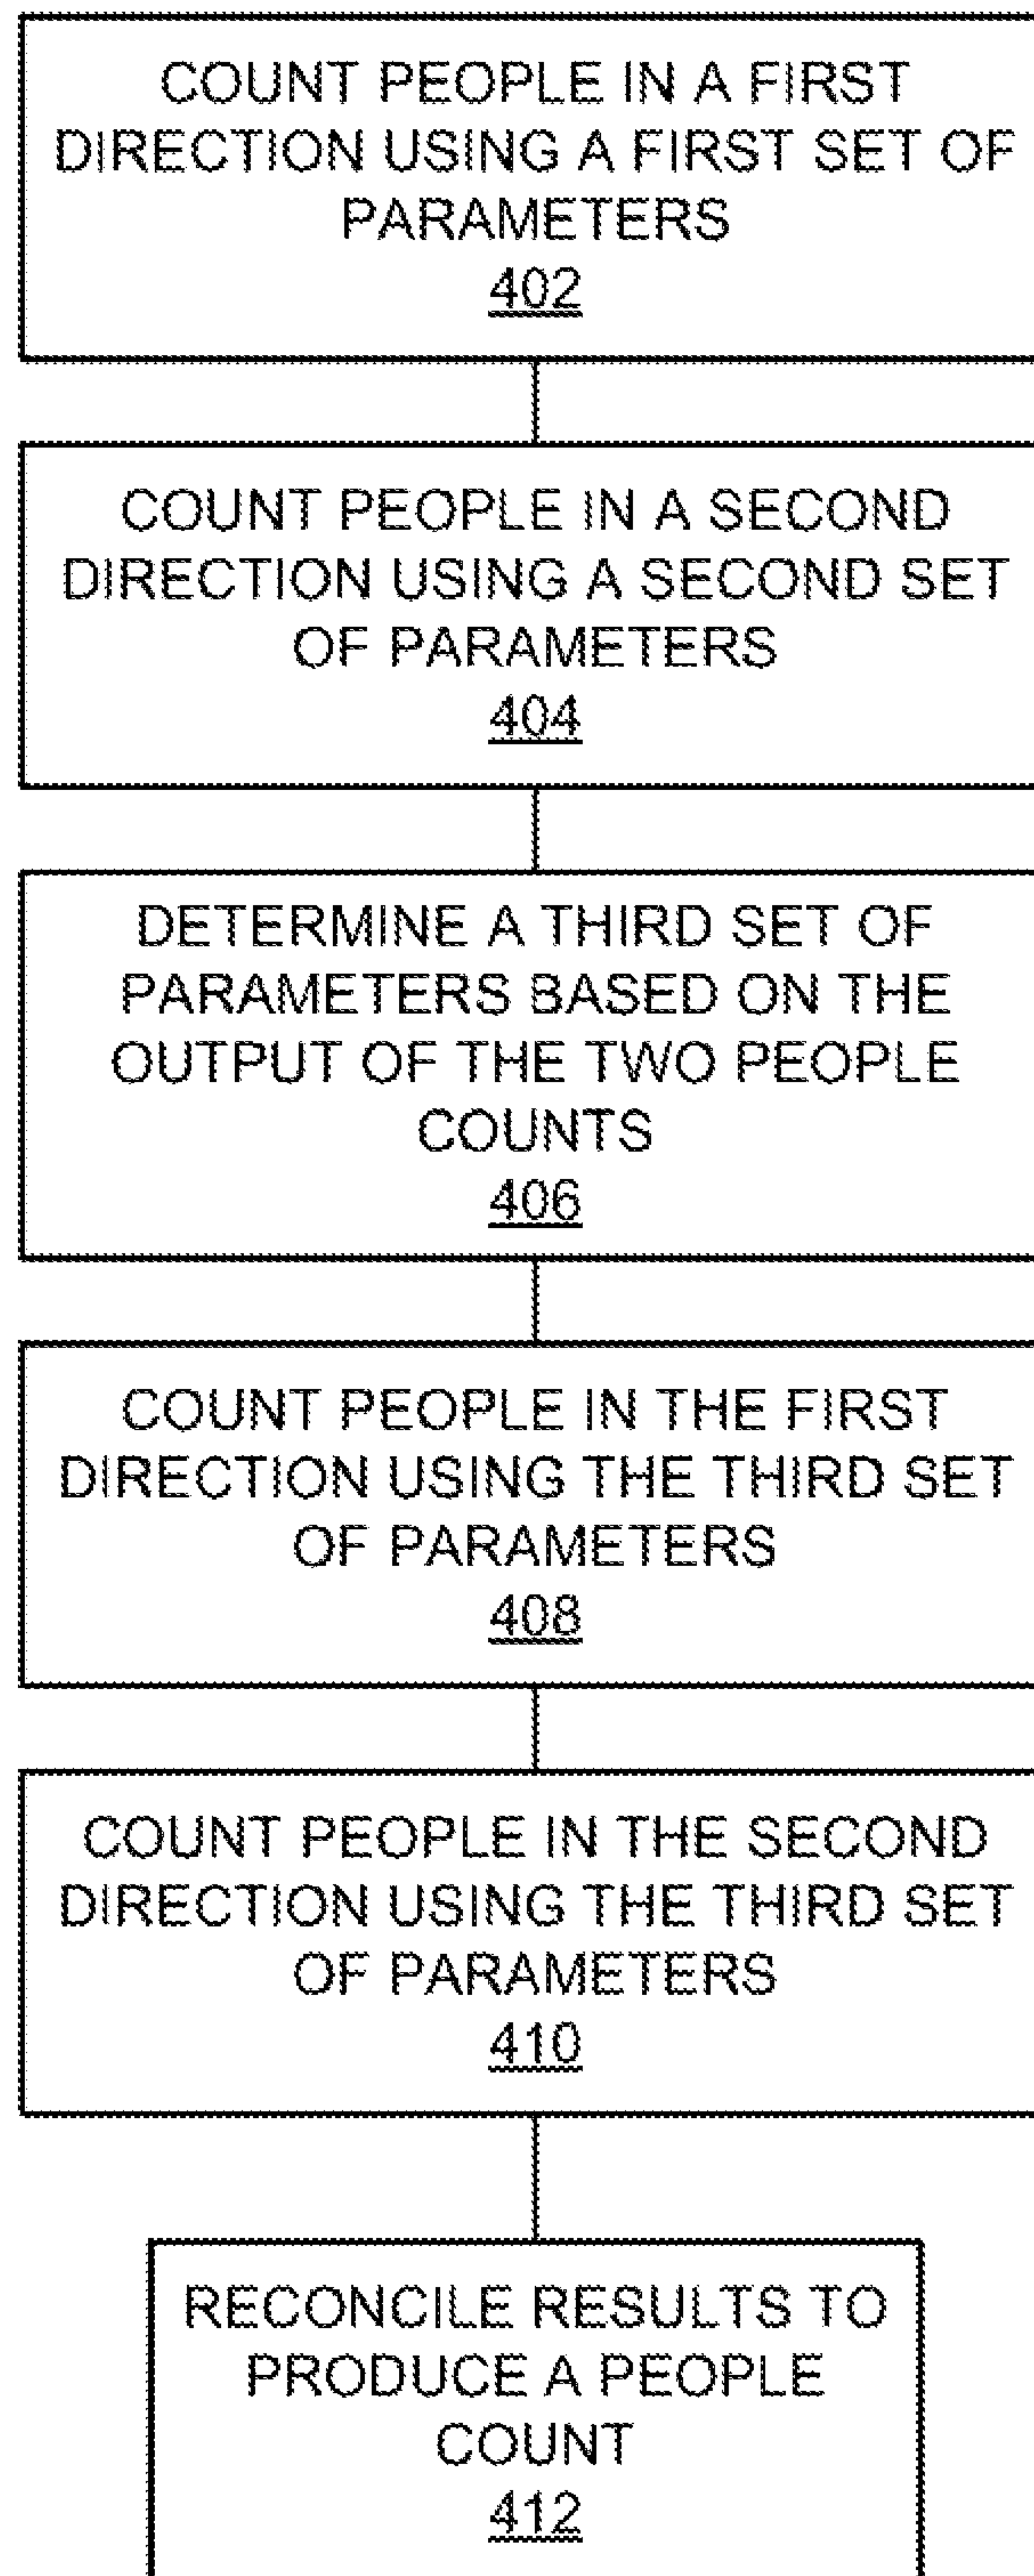 COUNT PEOPLE IN A FIRST
DIRECTION USING A FIRST SET OF
PARAMETERS
402
COUNT PEOPLE IN A SECOND
DIRECTION USING A SECOND SET
OF PARAMETERS
404
DETERMINE A THIRD SET OF
PARAMETERS BASED ON THE
OUTPUT OF THE TWO PEOPLE
COUNTS
406
COUNT PEOPLE IN THE FIRST
DIRECTION USING THE THIRD SET
OF PARAMETERS
408
COUNT PEOPLE IN THE SECOND
DIRECTION USING THE THIRD SET
OF PARAMETERS
410
RECONCILE RESULTS TO
PRODUCE A PEOPLE
COUNT
412